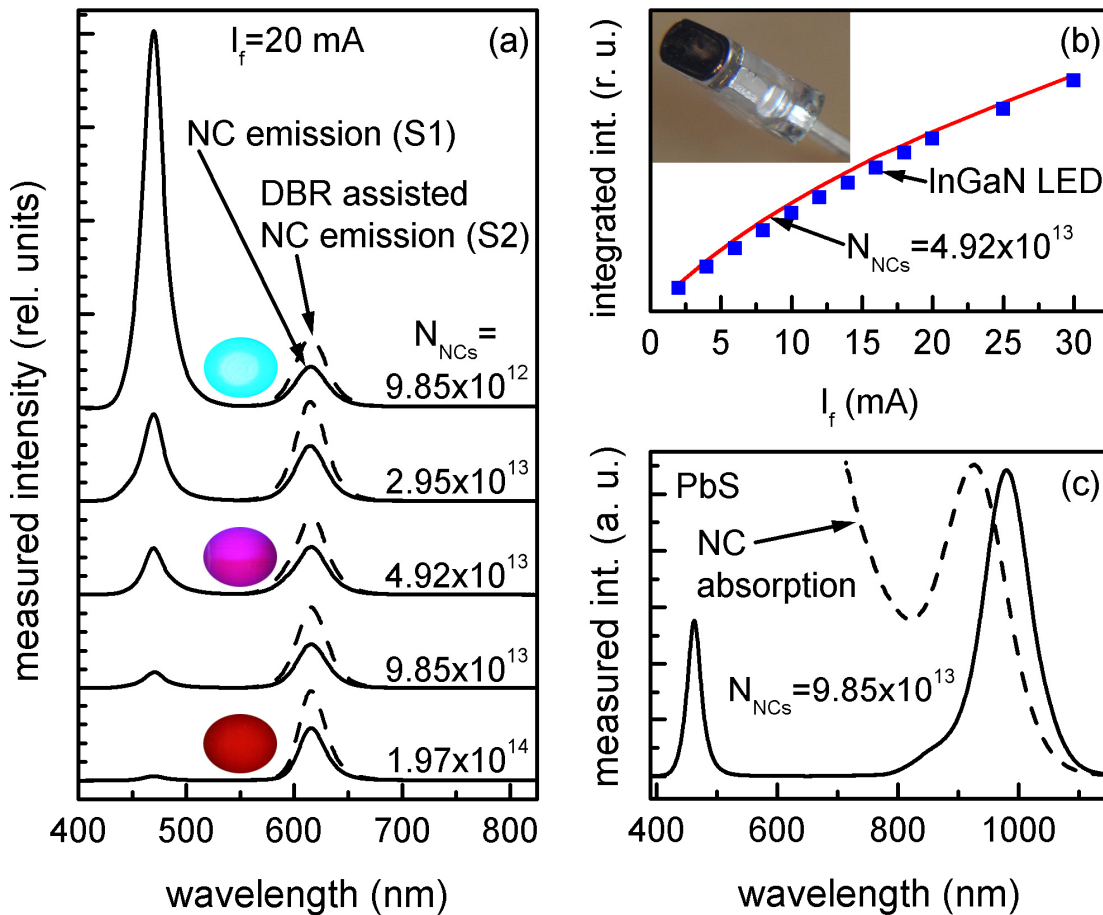 I_f=20 mA
(a)
NC emission (S1)
DBR assisted
NC emission (S2)
N_NCs=
9.85x10^12
2.95x10^13
4.92x10^13
9.85x10^13
1.97x10^14
measured intensity (rel. units)
400 500 600 700 800
wavelength (nm)
(b)
InGaN LED
N_NCs=4.92x10^13
integrated int. (r. u.)
0 5 10 15 20 25 30
I_f (mA)
PbS
(c)
NC
absorption
N_NCs=9.85x10^13
measured int. (a. u.)
400 600 800 1000
wavelength (nm)